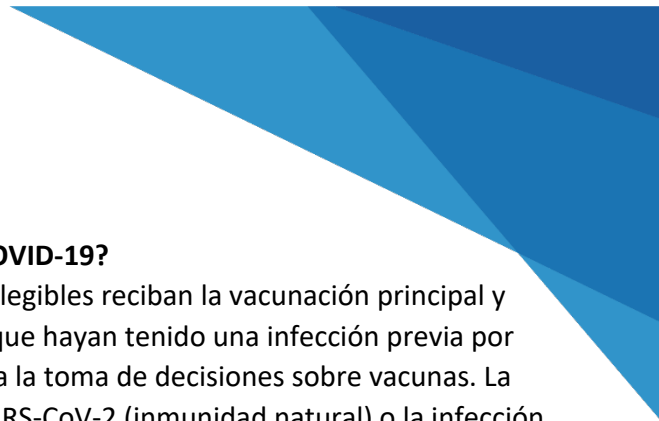 OVID-19?
legibles reciban la vacunación principal y
que hayan tenido una infección previa por
a la toma de decisiones sobre vacunas. La
RS-CoV-2 (inmunidad natural) o la infección